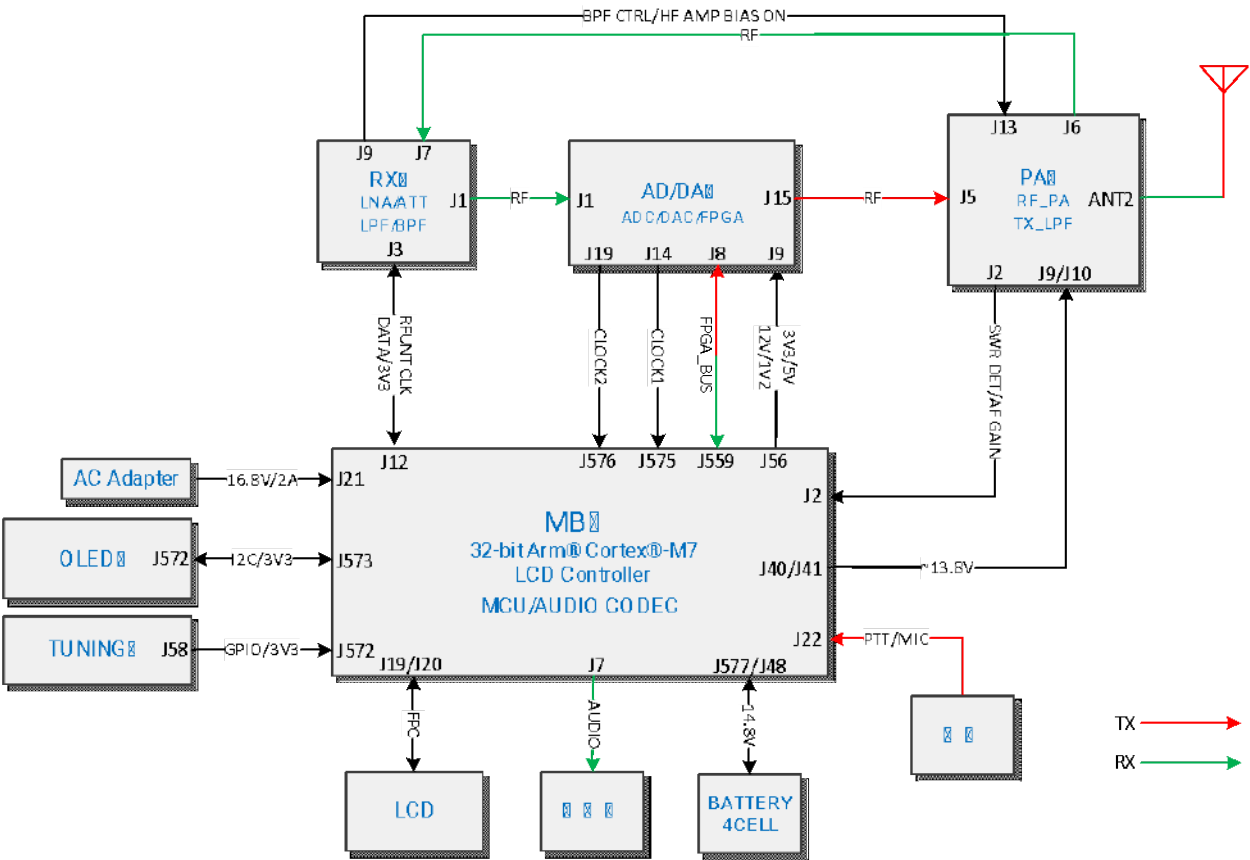 BPF CTRL/HF AMP BIAS ON
RF
J9
J7
RX
LNA/ATT
LPF/BPF
J1
J3
RF
J1
AD/DA
ADC/DAC/FPGA
J15
J19
J14
J8
J9
RF
J13
J6
J5
PA
RF_PA
TX_LPF
ANT2
J2
J9/J10
RFUNT CLK
DATA/3V3
CLOCK2
CLOCK1
FPGA_BUS
3V3/5V
12V/1V2
SWR DET/AF GAIN
AC Adapter
16.8V/2A
J21
J12
J576
J575
J559
J56
J2
OLED
J572
I2C/3V3
J573
MB
32-bit Arm® Cortex®-M7
LCD Controller
MCU/AUDIO CODEC
J40/J41
~13.8V
TUNING
J58
GPIO/3V3
J572
J19/J20
J7
J577/J48
J22
PTT/MIC
FPC
AUDIO
14.8V
LCD
BATTERY
4CELL
TX
RX